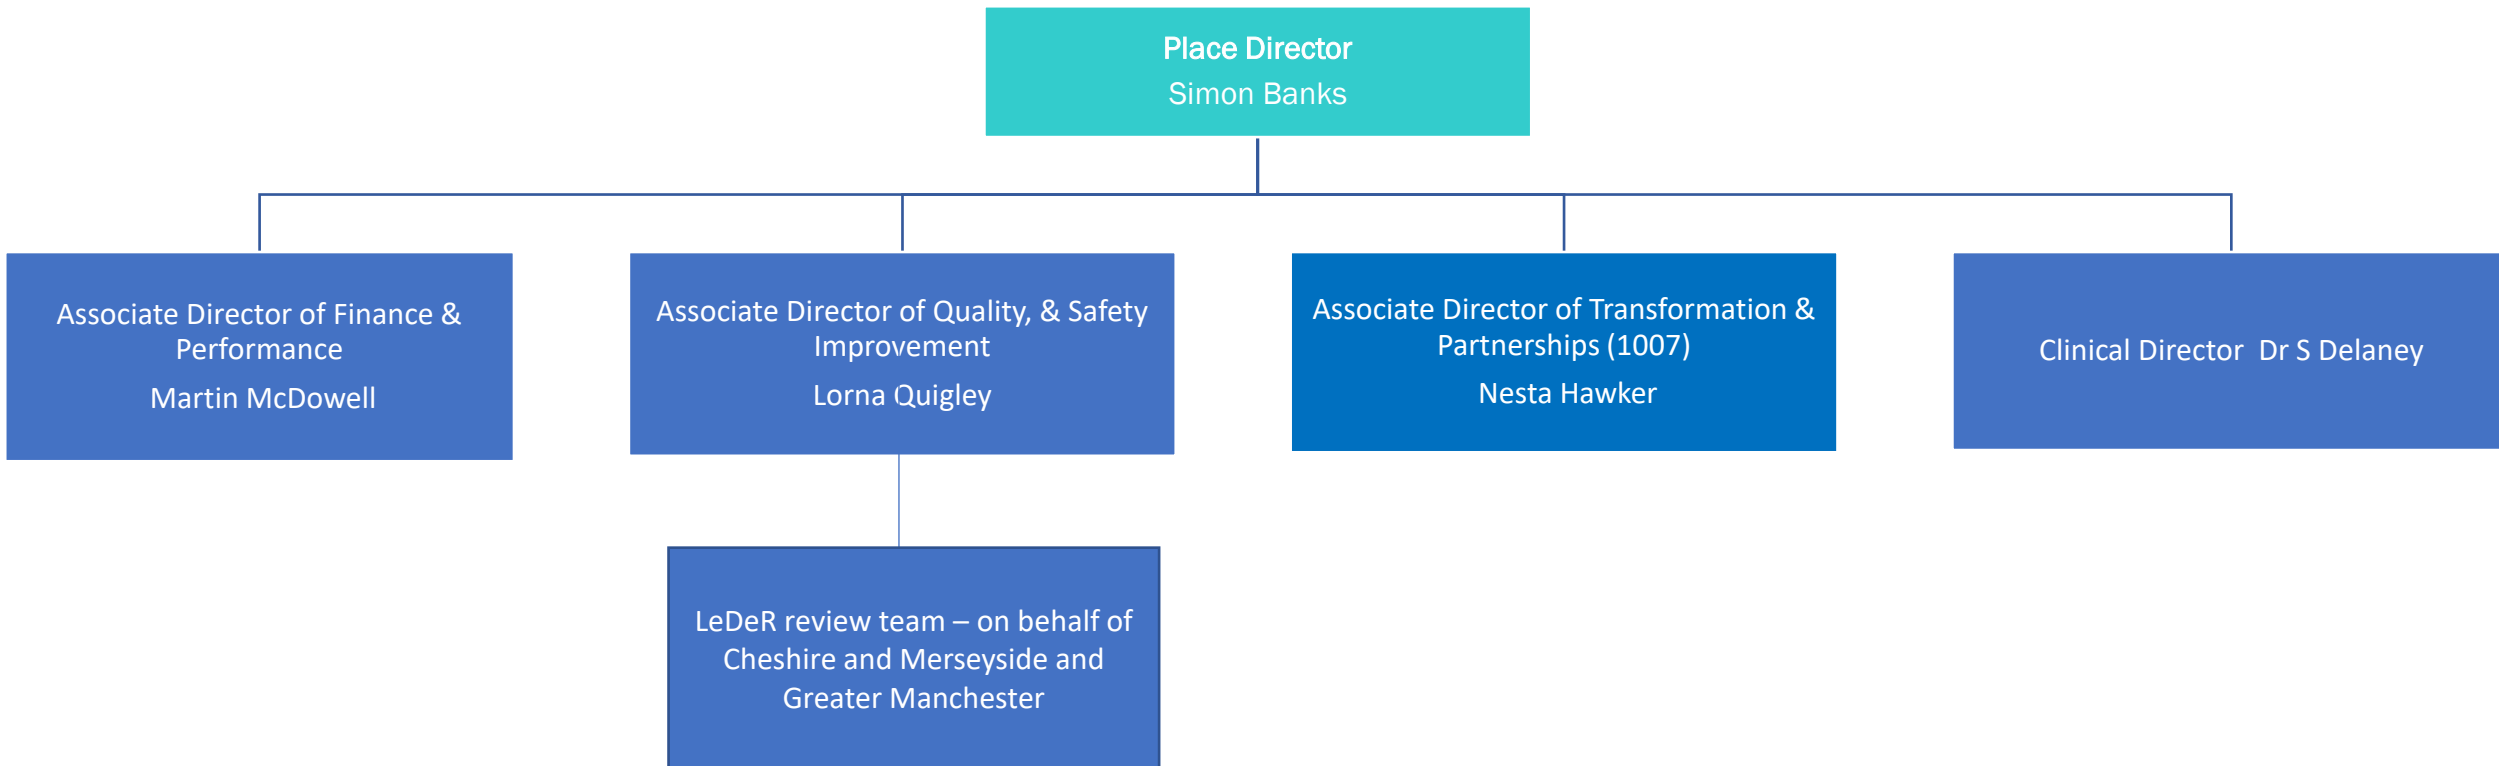 Place Director
Simon Banks
Associate Director of Finance &
Performance
Martin McDowell
Associate Director of Quality, & Safety
Improvement
Lorna Quigley
Associate Director of Transformation &
Partnerships (1007)
Nesta Hawker
Clinical Director  Dr S Delaney
LeDeR review team – on behalf of
Cheshire and Merseyside and
Greater Manchester